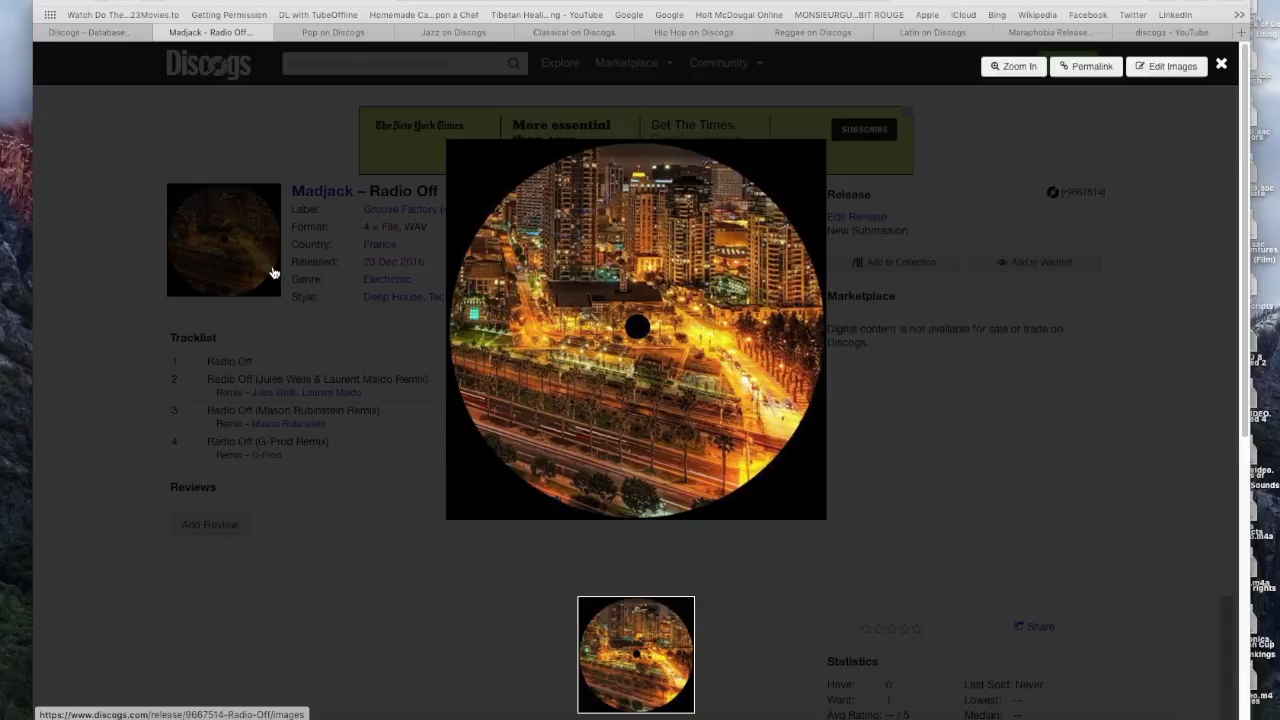 Watch Do The...23Movies.to Getting Permission DL with TubeOffline Homemade Ca...pon a Chef Tibetan Heali...ng - YouTube Google Google Holt McDougal Online MONSIEURGU...BIT ROUGE Apple iCloud Bing Wikipedia Facebook Twitter LinkedIn
Discogs – Database... Madjack - Radio Off... Pop on Discogs Jazz on Discogs Classical on Discogs Hip Hop on Discogs Reggae on Discogs Latin on Discogs Maraphobia Release... discogs - YouTube
Discogs Explore Marketplace Community
Zoom In Permalink Edit Images
The New York Times More essential Get The Times. SUBSCRIBE
Madjack – Radio Off
Label: Groove Factory
Format: 4 × File, WAV
Country: France
Released: 23 Dec 2016
Genre: Electronic
Style: Deep House,
Release [r9667514]
Edit Release
New Submission
Add to Collection Add to Wantlist
Marketplace
Digital content is not available for sale or trade on
Discogs.
Tracklist
1 Radio Off
2 Radio Off (Jules Wells & Laurent Maldo Remix)
Remix – Jules Wells, Laurent Maldo
3 Radio Off (Mason Rubinstein Remix)
Remix – Mason Rubinstein
4 Radio Off (G-Prod Remix)
Remix – G-Prod
Reviews
Add Review
Share
Statistics
Have: 0 Last Sold: Never
Want: 1 Lowest: --
Avg Rating: -- / 5 Median: --
https://www.discogs.com/release/9667514-Radio-Off/images